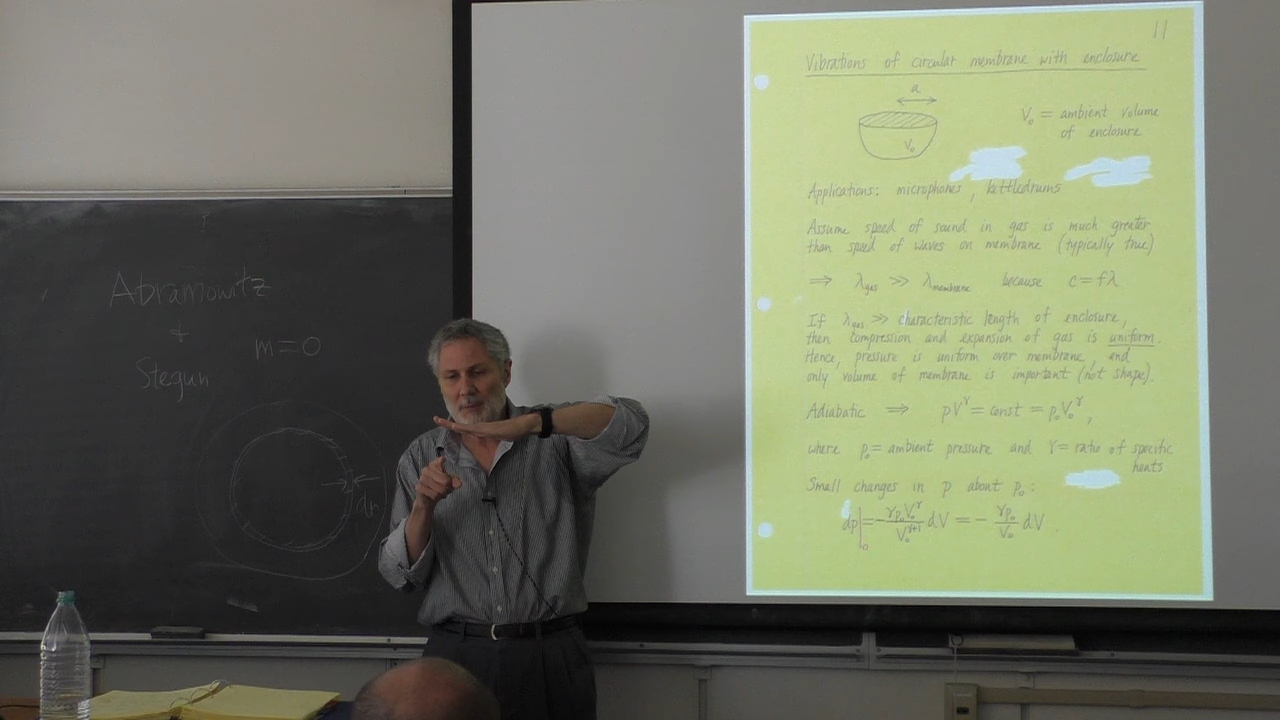 Abramowitz
+
m=0
Stegun
dr
11
Vibrations of circular membrane with enclosure
a
V₀
V₀ = ambient volume
of enclosure
Applications: microphones, kettledrums
Assume speed of sound in gas is much greater
than speed of waves on membrane (typically true)
⇒ λgas ≫ λmembrane because c=fλ
If λgas ≫ characteristic length of enclosure,
then compression and expansion of gas is uniform.
Hence, pressure is uniform over membrane, and
only volume of membrane is important (not shape).
Adiabatic ⇒ pV^γ = const = p₀V₀^γ,
where p₀ = ambient pressure and γ = ratio of specific
heats
Small changes in p about p₀:
dp|₀ = - γp₀V₀^γ / V₀^(γ+1) dV = - γp₀ / V₀ dV.